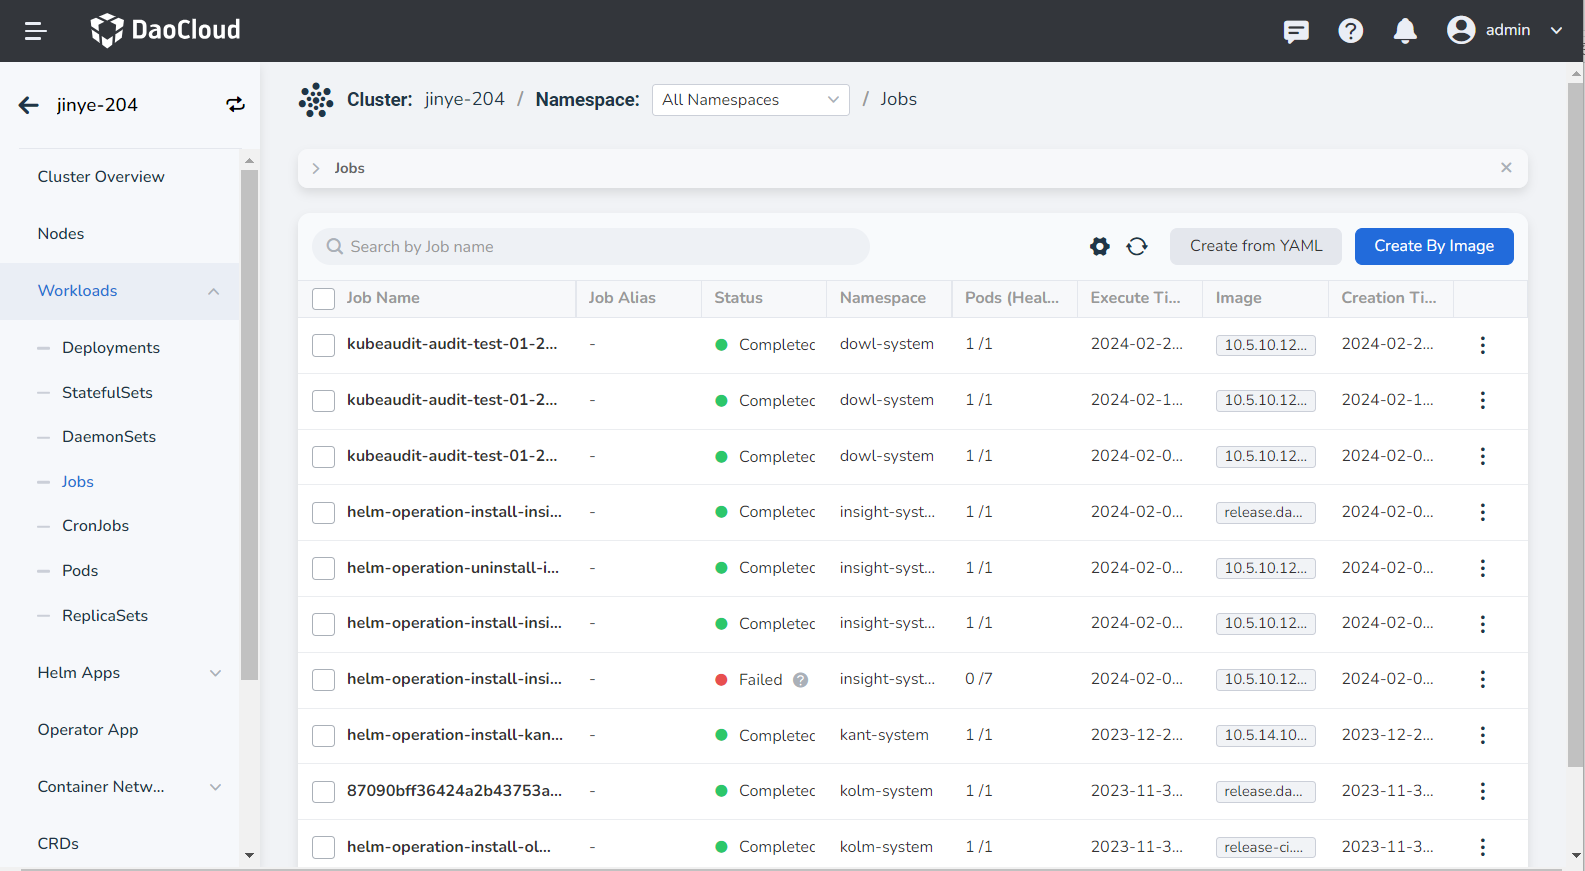 DaoCloud
admin
jinye-204
Cluster: jinye-204 / Namespace: All Namespaces / Jobs
Cluster Overview
Nodes
Workloads
Deployments
StatefulSets
DaemonSets
Jobs
CronJobs
Pods
ReplicaSets
Helm Apps
Operator App
Container Netw...
CRDs
Jobs
Search by Job name
Create from YAML
Create By Image
Job Name Job Alias Status Namespace Pods (Heal... Execute Ti... Image Creation Ti...
kubeaudit-audit-test-01-2... - Completed dowl-system 1 /1 2024-02-2... 10.5.10.12... 2024-02-2...
kubeaudit-audit-test-01-2... - Completed dowl-system 1 /1 2024-02-1... 10.5.10.12... 2024-02-1...
kubeaudit-audit-test-01-2... - Completed dowl-system 1 /1 2024-02-0... 10.5.10.12... 2024-02-0...
helm-operation-install-insi... - Completed insight-syst... 1 /1 2024-02-0... release.da... 2024-02-0...
helm-operation-uninstall-i... - Completed insight-syst... 1 /1 2024-02-0... 10.5.10.12... 2024-02-0...
helm-operation-install-insi... - Completed insight-syst... 1 /1 2024-02-0... 10.5.10.12... 2024-02-0...
helm-operation-install-insi... - Failed ? insight-syst... 0 /7 2024-02-0... 10.5.10.12... 2024-02-0...
helm-operation-install-kan... - Completed kant-system 1 /1 2023-12-2... 10.5.14.10... 2023-12-2...
87090bff36424a2b43753a... - Completed kolm-system 1 /1 2023-11-3... release.da... 2023-11-3...
helm-operation-install-ol... - Completed kolm-system 1 /1 2023-11-3... release-ci.... 2023-11-3...